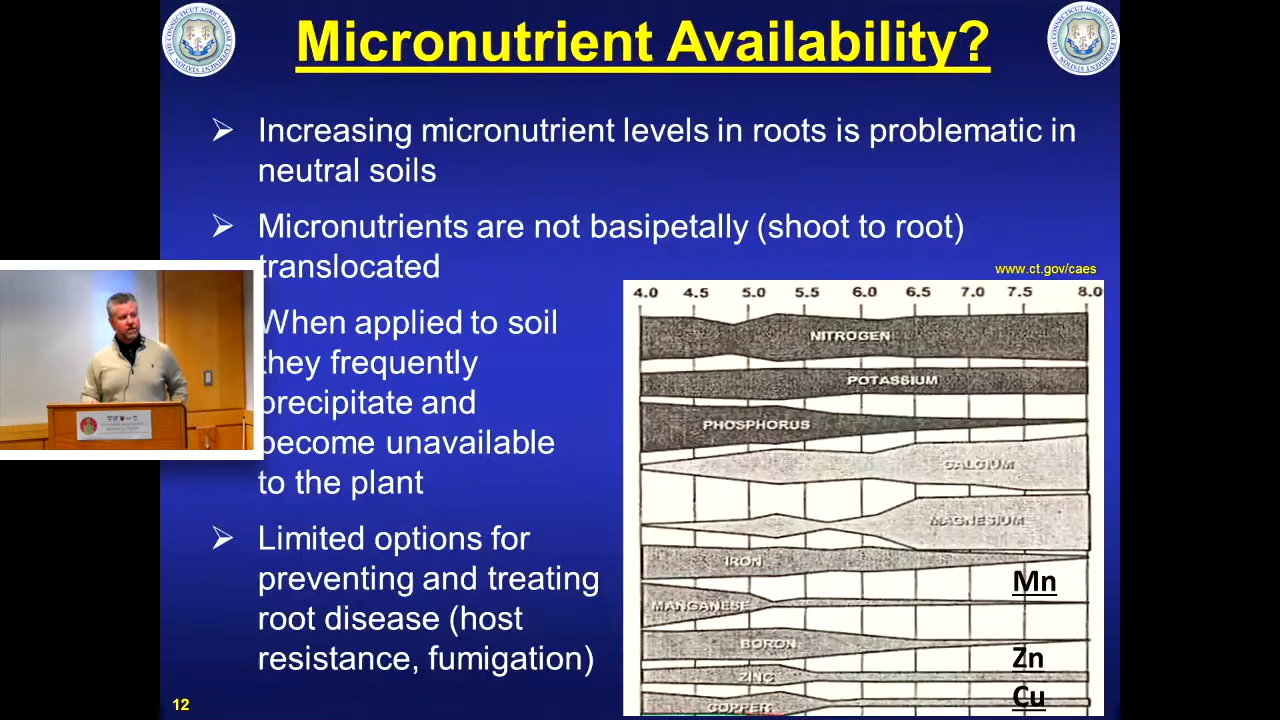 Micronutrient Availability?
Increasing micronutrient levels in roots is problematic in
neutral soils
Micronutrients are not basipetally (shoot to root)
translocated
www.ct.gov/caes
When applied to soil
they frequently
precipitate and
become unavailable
to the plant
Limited options for
preventing and treating
root disease (host
resistance, fumigation)
12
4.0 4.5 5.0 5.5 6.0 6.5 7.0 7.5 8.0
NITROGEN
POTASSIUM
PHOSPHORUS
CALCIUM
MAGNESIUM
IRON
Mn
MANGANESE
BORON
Zn
ZINC
Cu
COPPER